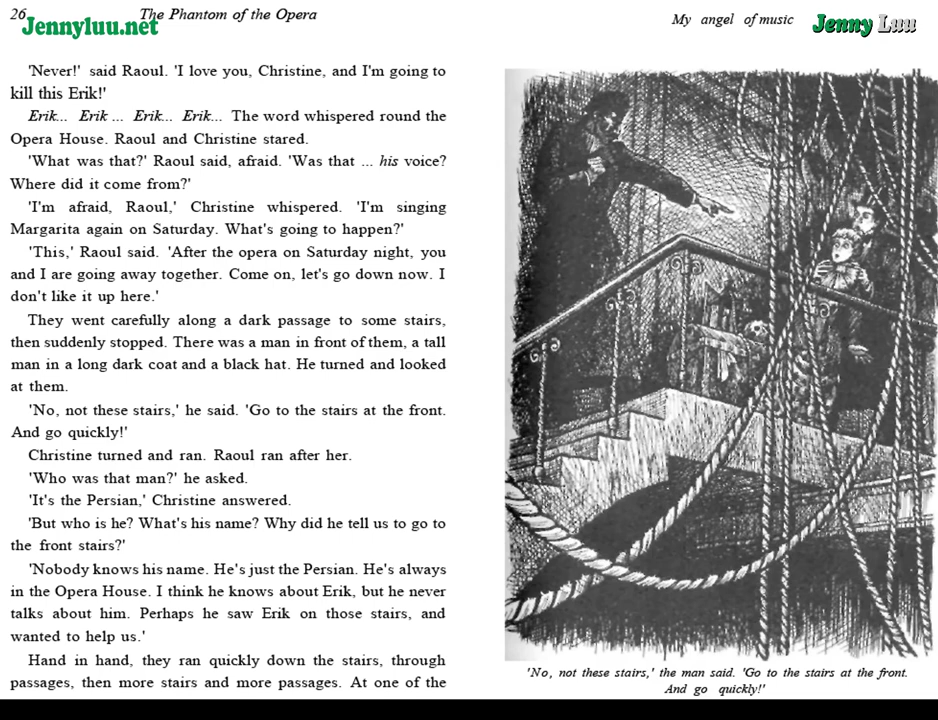 26 The Phantom of the Opera
Jennyluu.net
My angel of music
Jenny Luu
'Never!' said Raoul. 'I love you, Christine, and I'm going to
kill this Erik!'
Erik... Erik ... Erik... Erik... The word whispered round the
Opera House. Raoul and Christine stared.
'What was that?' Raoul said, afraid. 'Was that ... his voice?
Where did it come from?'
'I'm afraid, Raoul,' Christine whispered. 'I'm singing
Margarita again on Saturday. What's going to happen?'
'This,' Raoul said. 'After the opera on Saturday night, you
and I are going away together. Come on, let's go down now. I
don't like it up here.'
They went carefully along a dark passage to some stairs,
then suddenly stopped. There was a man in front of them, a tall
man in a long dark coat and a black hat. He turned and looked
at them.
'No, not these stairs,' he said. 'Go to the stairs at the front.
And go quickly!'
Christine turned and ran. Raoul ran after her.
'Who was that man?' he asked.
'It's the Persian,' Christine answered.
'But who is he? What's his name? Why did he tell us to go to
the front stairs?'
'Nobody knows his name. He's just the Persian. He's always
in the Opera House. I think he knows about Erik, but he never
talks about him. Perhaps he saw Erik on those stairs, and
wanted to help us.'
Hand in hand, they ran quickly down the stairs, through
passages, then more stairs and more passages. At one of the
'No, not these stairs,' the man said. 'Go to the stairs at the front.
And go quickly!'